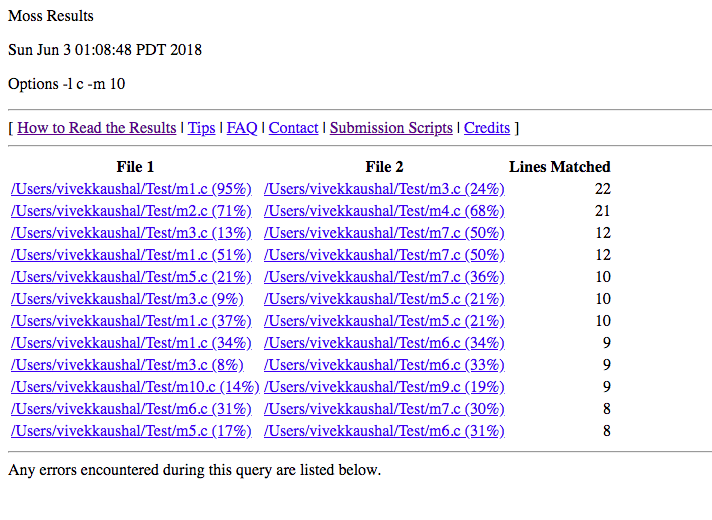 Moss Results
Sun Jun 3 01:08:48 PDT 2018
Options -l c -m 10
[ How to Read the Results | Tips | FAQ | Contact | Submission Scripts | Credits ]
File 1 File 2 Lines Matched
/Users/vivekkaushal/Test/m1.c (95%) /Users/vivekkaushal/Test/m3.c (24%) 22
/Users/vivekkaushal/Test/m2.c (71%) /Users/vivekkaushal/Test/m4.c (68%) 21
/Users/vivekkaushal/Test/m3.c (13%) /Users/vivekkaushal/Test/m7.c (50%) 12
/Users/vivekkaushal/Test/m1.c (51%) /Users/vivekkaushal/Test/m7.c (50%) 12
/Users/vivekkaushal/Test/m5.c (21%) /Users/vivekkaushal/Test/m7.c (36%) 10
/Users/vivekkaushal/Test/m3.c (9%) /Users/vivekkaushal/Test/m5.c (21%) 10
/Users/vivekkaushal/Test/m1.c (37%) /Users/vivekkaushal/Test/m5.c (21%) 10
/Users/vivekkaushal/Test/m1.c (34%) /Users/vivekkaushal/Test/m6.c (34%) 9
/Users/vivekkaushal/Test/m3.c (8%) /Users/vivekkaushal/Test/m6.c (33%) 9
/Users/vivekkaushal/Test/m10.c (14%) /Users/vivekkaushal/Test/m9.c (19%) 9
/Users/vivekkaushal/Test/m6.c (31%) /Users/vivekkaushal/Test/m7.c (30%) 8
/Users/vivekkaushal/Test/m5.c (17%) /Users/vivekkaushal/Test/m6.c (31%) 8
Any errors encountered during this query are listed below.